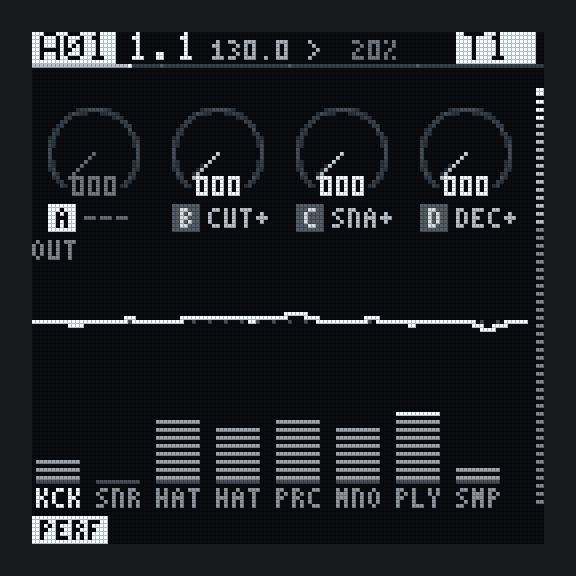 A01 1.1 130.0 > 20% T1
000 000 000 000
A --- B CUT+ C SNA+ D DEC+
OUT
KCK SNR HAT HAT PRC MNO PLY SMP
PERF